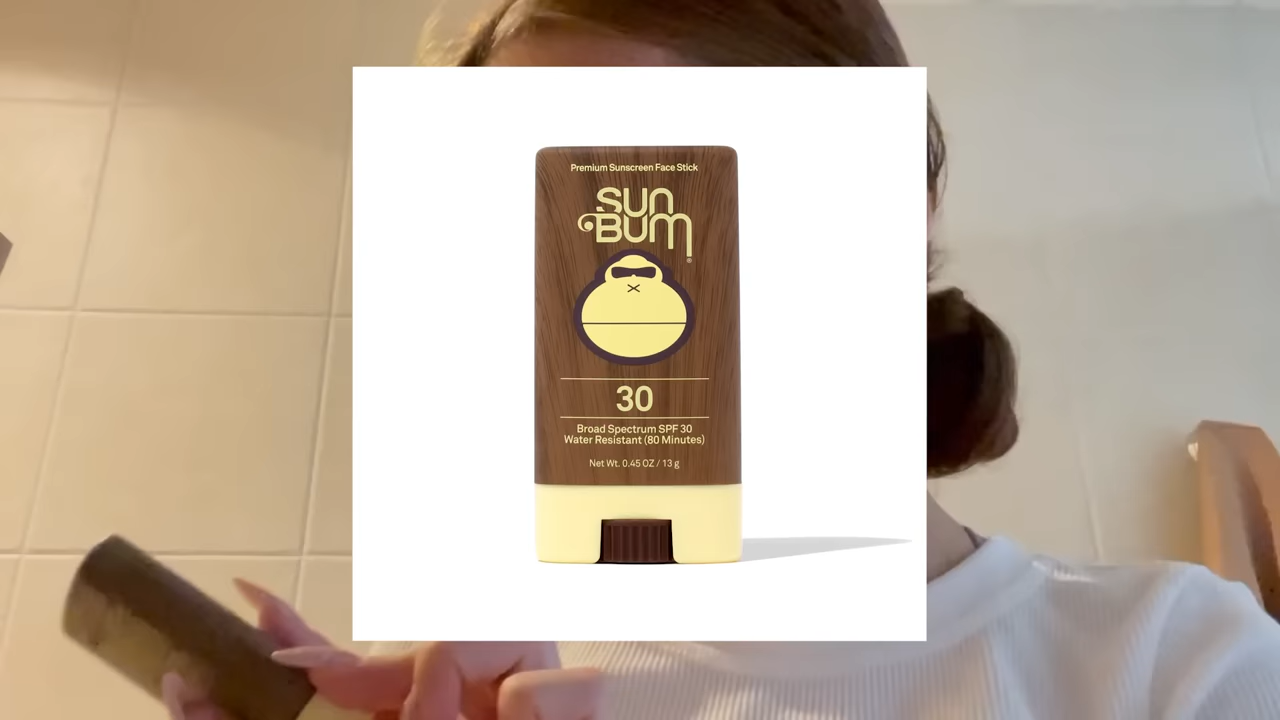 Premium Sunscreen Face Stick
SUN
BUM®
30
Broad Spectrum SPF 30
Water Resistant (80 Minutes)
Net Wt. 0.45 OZ / 13 g